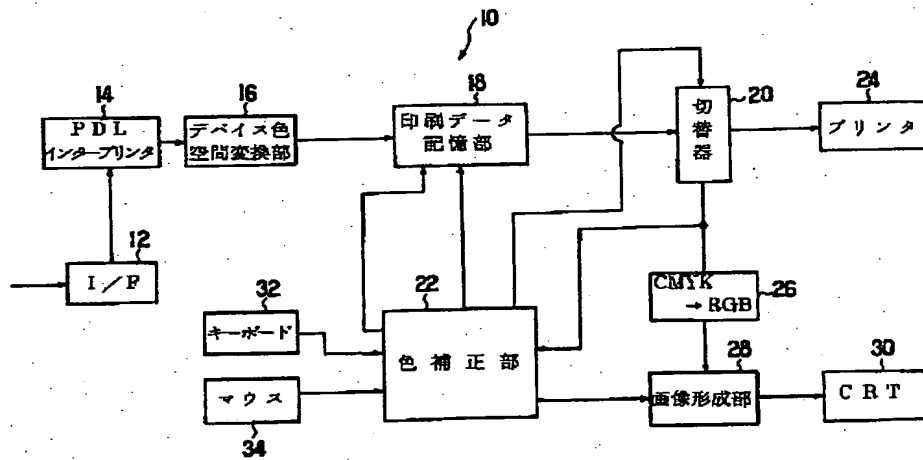 10
14
PDL
インタープリンタ
16
デバイス色
空間変換部
18
印刷データ
記憶部
切
替
器
20
24
プリンタ
12
I/F
32
キーボード
22
色補正部
CMYK
→RGB
26
マウス
34
28
画像形成部
30
CRT